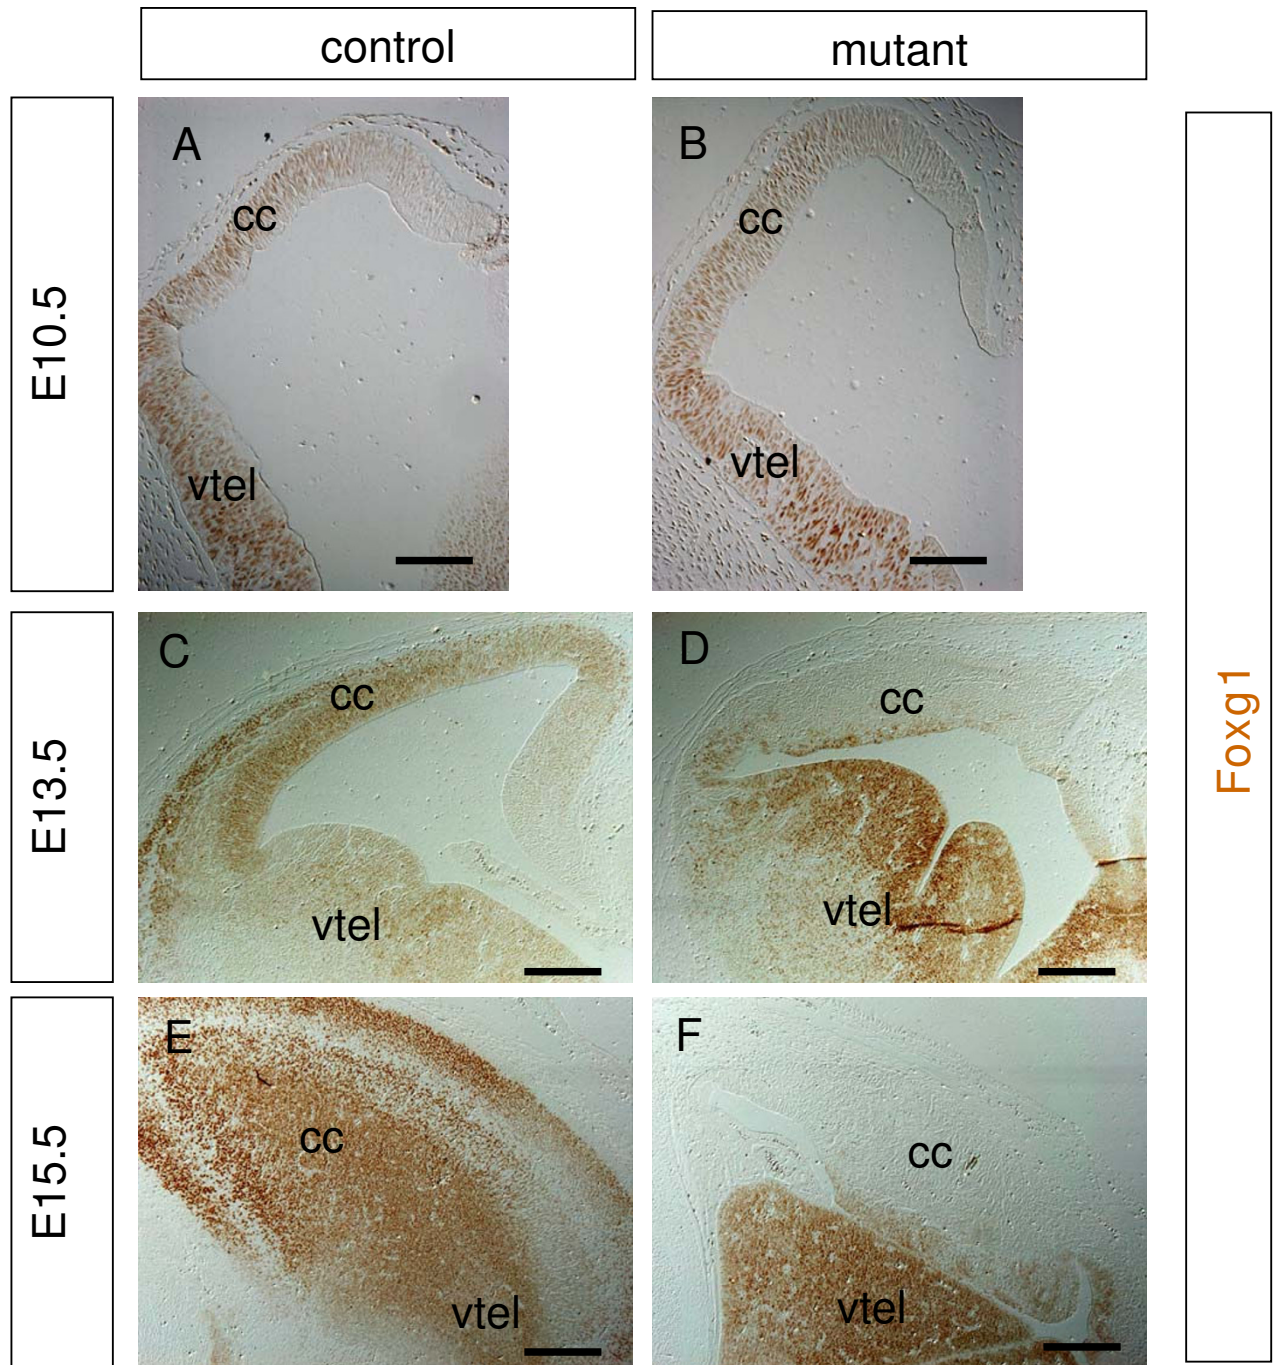 control
mutant
E10.5
A
cc
vtel
B
cc
vtel
E13.5
C
cc
vtel
D
cc
vtel
E15.5
E
cc
vtel
F
cc
vtel
Foxg1